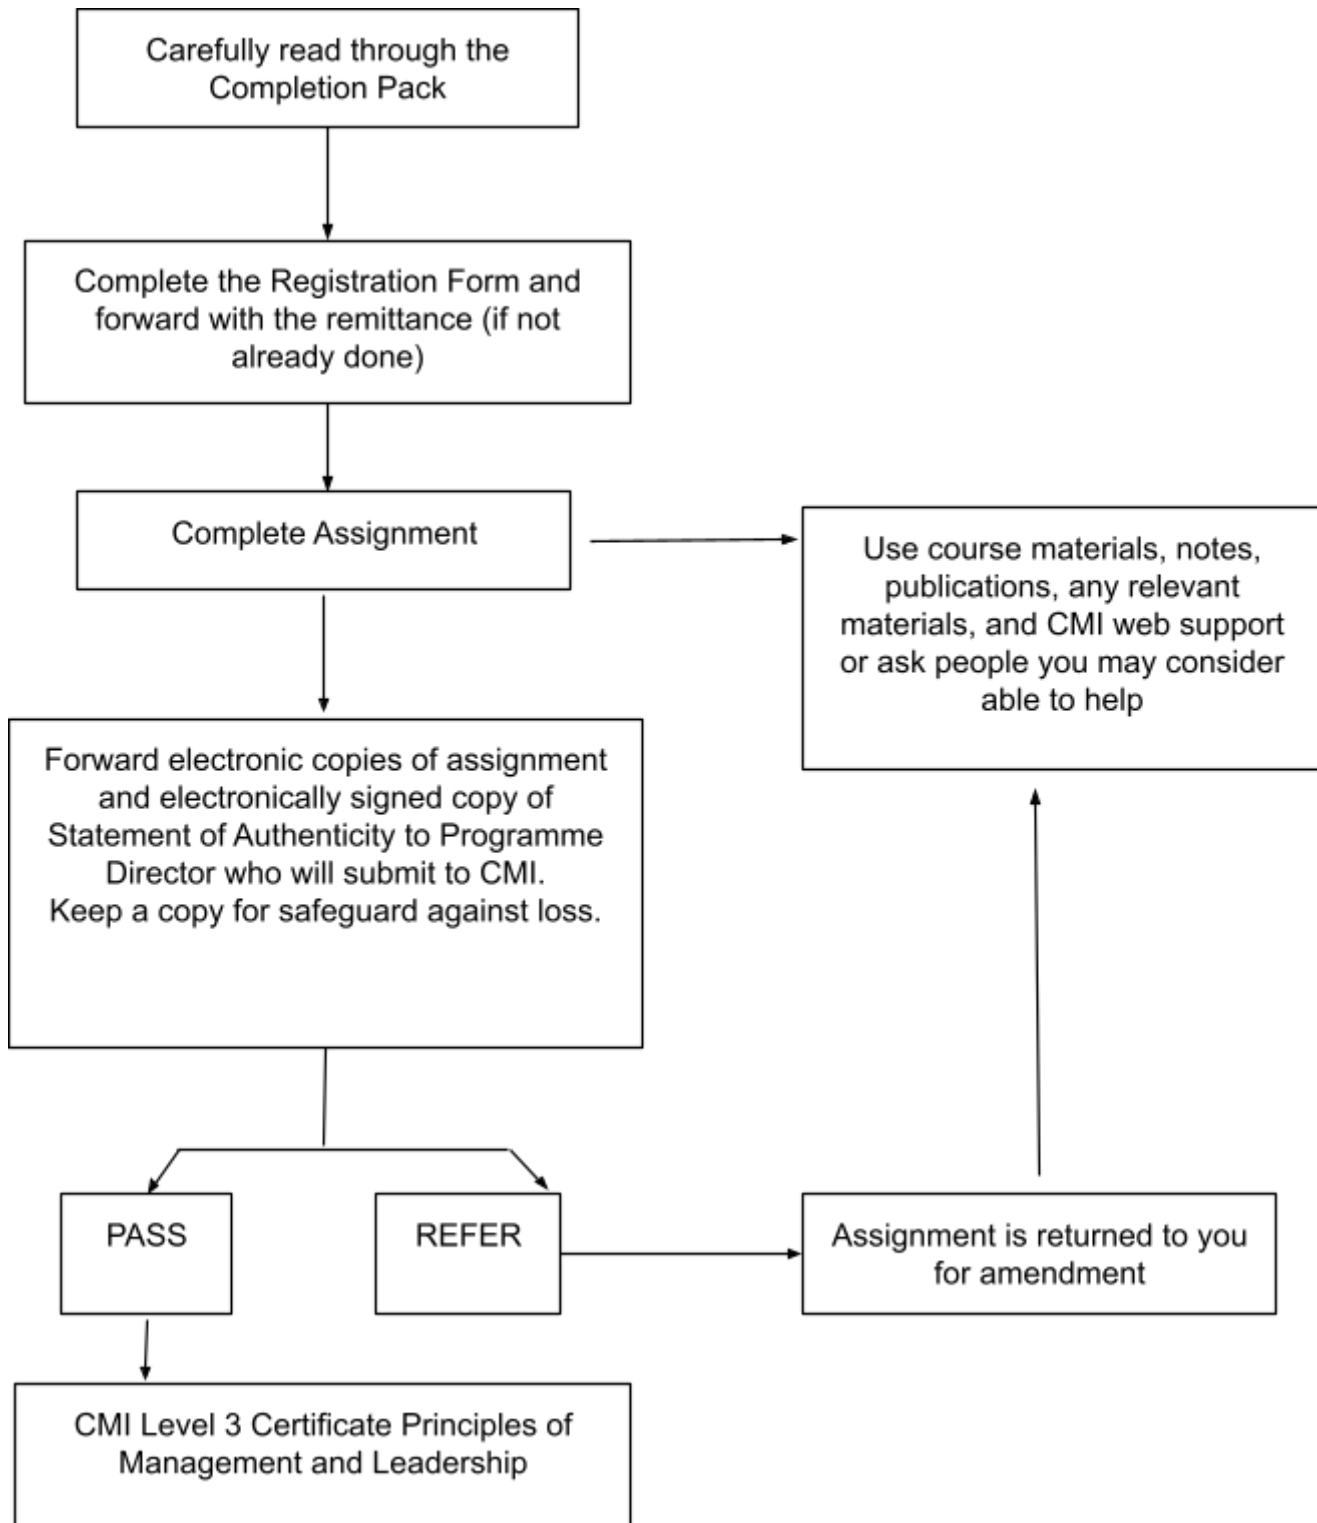 Carefully read through the
Completion Pack
Complete the Registration Form and
forward with the remittance (if not
already done)
Complete Assignment
Use course materials, notes,
publications, any relevant
materials, and CMI web support
or ask people you may consider
able to help
Forward electronic copies of assignment
and electronically signed copy of
Statement of Authenticity to Programme
Director who will submit to CMI.
Keep a copy for safeguard against loss.
PASS
REFER
Assignment is returned to you
for amendment
CMI Level 3 Certificate Principles of
Management and Leadership